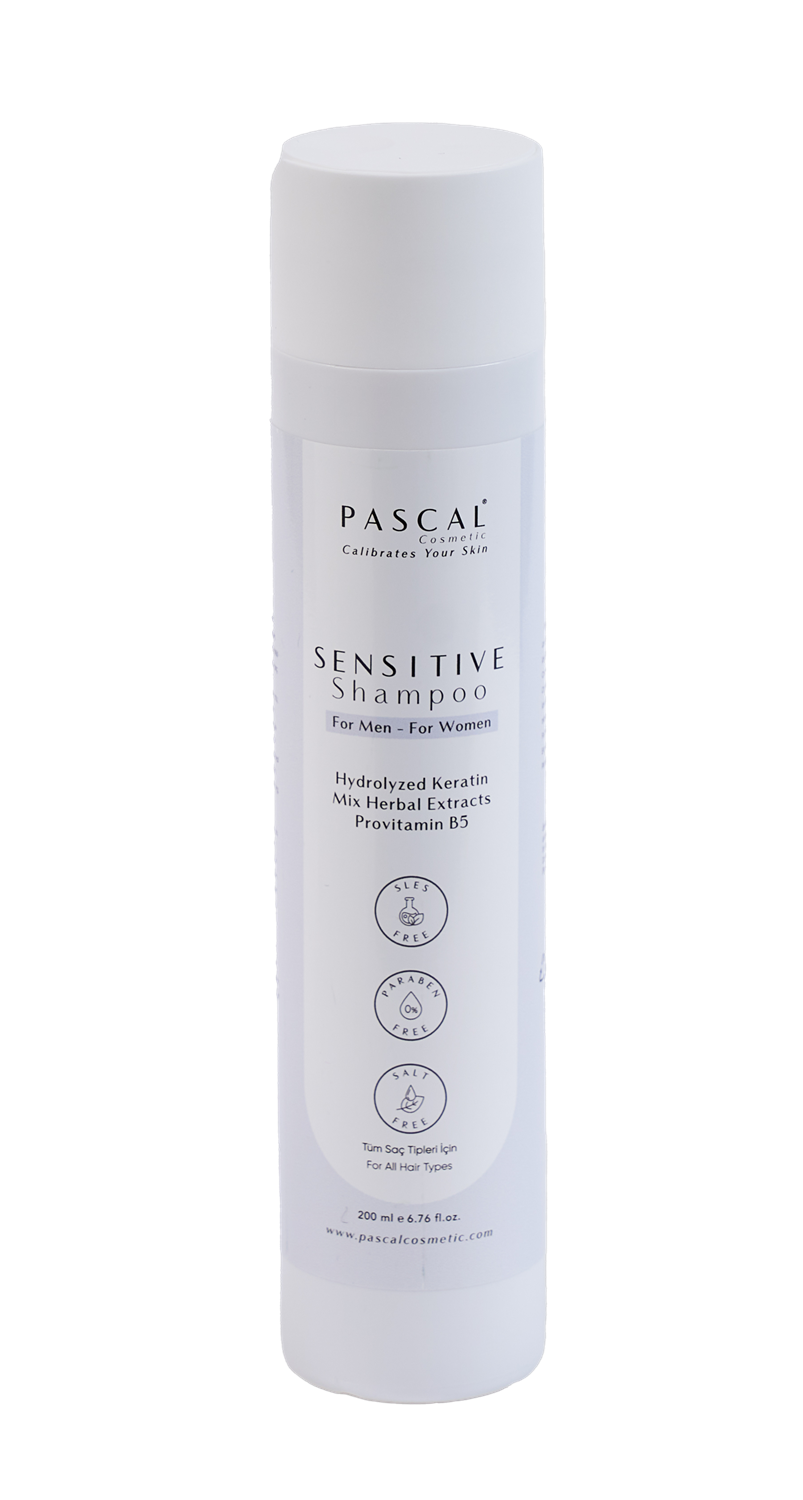 PASCAL®
Cosmetic
Calibrates Your Skin
SENSITIVE
Shampoo
For Men - For Women
Hydrolyzed Keratin
Mix Herbal Extracts
Provitamin B5
SLES
FREE
PARABEN
0%
FREE
SALT
FREE
Tüm Saç Tipleri İçin
For All Hair Types
200 ml e 6.76 fl.oz.
www.pascalcosmetic.com